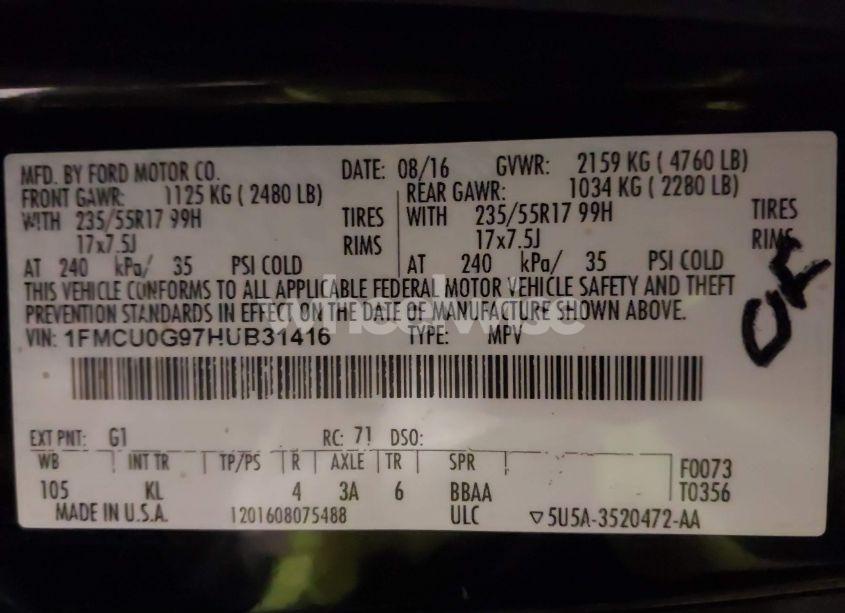 MFD. BY FORD MOTOR CO. DATE: 08/16 GVWR: 2159 KG ( 4760 LB)
FRONT GAWR: 1125 KG ( 2480 LB) REAR GAWR: 1034 KG ( 2280 LB)
WITH 235/55R17 99H TIRES WITH 235/55R17 99H TIRES
17x7.5J RIMS 17x7.5J RIMS
AT 240 kPa/ 35 PSI COLD AT 240 kPa/ 35 PSI COLD
THIS VEHICLE CONFORMS TO ALL APPLICABLE FEDERAL MOTOR VEHICLE SAFETY AND THEFT
PREVENTION STANDARDS IN EFFECT ON THE DATE OF MANUFACTURE SHOWN ABOVE.
VIN: 1FMCU0G97HUB31416 TYPE: MPV
EXT PNT: G1 RC: 71 DSO:
WB INT TR TP/PS R AXLE TR SPR
F0073
105 KL 4 3A 6 BBAA T0356
MADE IN U.S.A. 1201608075488 ULC ▽5U5A-3520472-AA